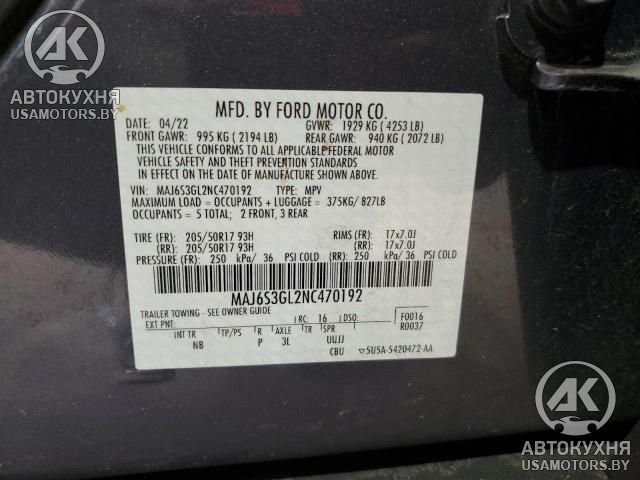 MFD. BY FORD MOTOR CO.
DATE: 04/22 GVWR: 1929 KG (4253 LB)
FRONT GAWR: 995 KG (2194 LB) REAR GAWR: 940 KG (2072 LB)
THIS VEHICLE CONFORMS TO ALL APPLICABLE FEDERAL MOTOR
VEHICLE SAFETY AND THEFT PREVENTION STANDARDS
IN EFFECT ON THE DATE OF MANUFACTURE SHOWN ABOVE.
VIN: MAJ6S3GL2NC470192 TYPE: MPV
MAXIMUM LOAD = OCCUPANTS + LUGGAGE = 375KG/ 827LB
OCCUPANTS = 5 TOTAL; 2 FRONT, 3 REAR
TIRE (FR): 205/50R17 93H RIMS (FR): 17x7.0J
(RR): 205/50R17 93H (RR): 17x7.0J
PRESSURE (FR): 250 kPa/ 36 PSI COLD (RR): 250 kPa/ 36 PSI COLD
MAJ6S3GL2NC470192
TRAILER TOWING - SEE OWNER GUIDE
EXT PNT: RC: 16 DSO: F0016
R0037
INT TR TP/PS R AXLE TR SPR
NB P 3L UUJJ
CBU SUSA-5420472-AA
АК
АВТОКУХНЯ
USAMOTORS.BY
АК
АВТОКУХНЯ
USAMOTORS.BY